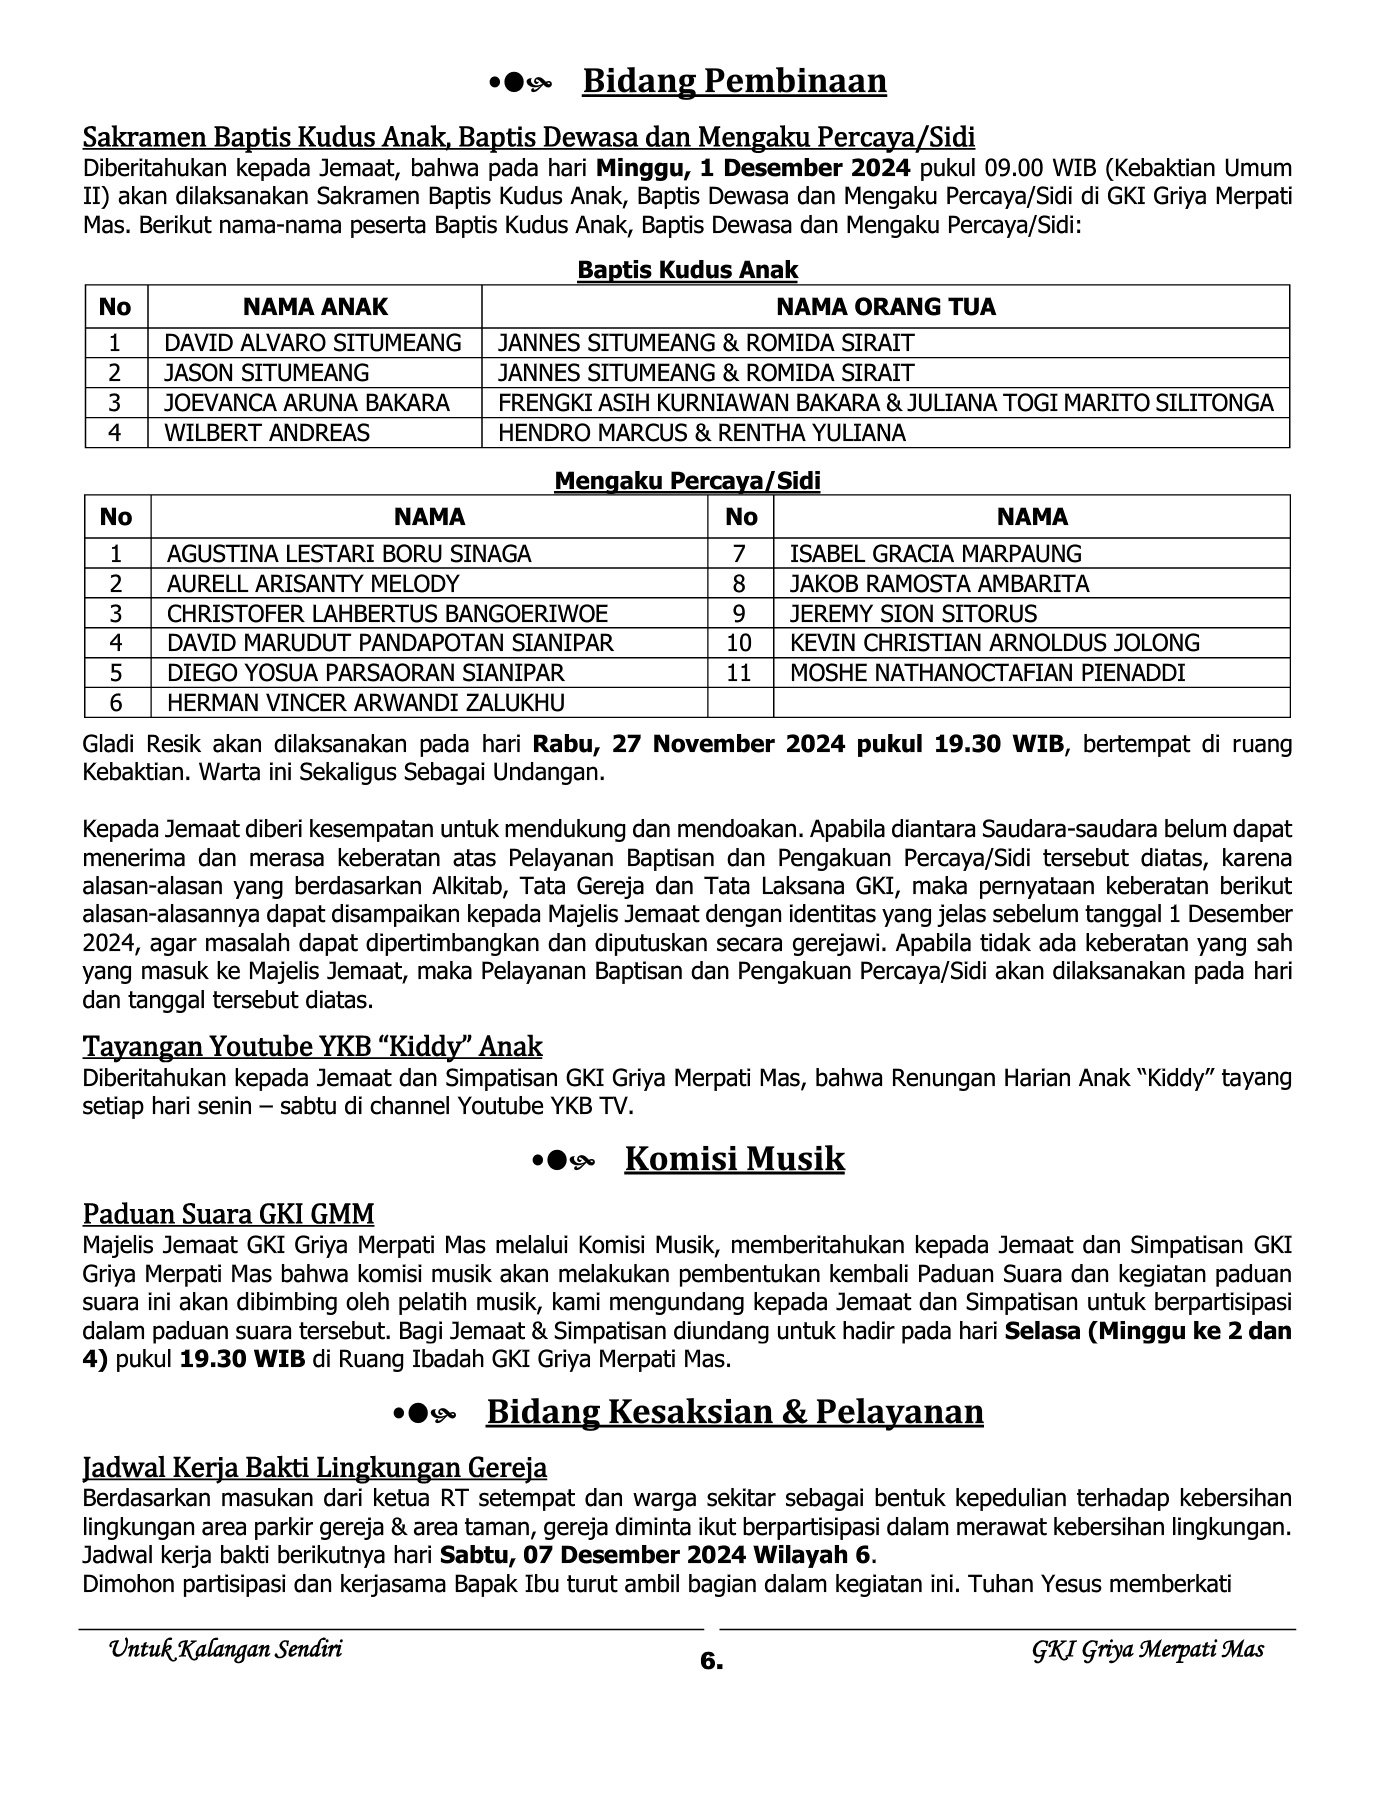 Bidang Pembinaan
Sakramen Baptis Kudus Anak, Baptis Dewasa dan Mengaku Percaya/Sidi
Diberitahukan kepada Jemaat, bahwa pada hari Minggu, 1 Desember 2024 pukul 09.00 WIB (Kebaktian Umum
II) akan dilaksanakan Sakramen Baptis Kudus Anak, Baptis Dewasa dan Mengaku Percaya/Sidi di GKI Griya Merpati
Mas. Berikut nama-nama peserta Baptis Kudus Anak, Baptis Dewasa dan Mengaku Percaya/Sidi:
Baptis Kudus Anak
No NAMA ANAK NAMA ORANG TUA
1 DAVID ALVARO SITUMEANG JANNES SITUMEANG & ROMIDA SIRAIT
2 JASON SITUMEANG JANNES SITUMEANG & ROMIDA SIRAIT
3 JOEVANCA ARUNA BAKARA FRENGKI ASIH KURNIAWAN BAKARA & JULIANA TOGI MARITO SILITONGA
4 WILBERT ANDREAS HENDRO MARCUS & RENTHA YULIANA
Mengaku Percaya/Sidi
No NAMA No NAMA
1 AGUSTINA LESTARI BORU SINAGA 7 ISABEL GRACIA MARPAUNG
2 AURELL ARISANTY MELODY 8 JAKOB RAMOSTA AMBARITA
3 CHRISTOFER LAHBERTUS BANGOERIWOE 9 JEREMY SION SITORUS
4 DAVID MARUDUT PANDAPOTAN SIANIPAR 10 KEVIN CHRISTIAN ARNOLDUS JOLONG
5 DIEGO YOSUA PARSAORAN SIANIPAR 11 MOSHE NATHANOCTAFIAN PIENADDI
6 HERMAN VINCER ARWANDI ZALUKHU
Gladi Resik akan dilaksanakan pada hari Rabu, 27 November 2024 pukul 19.30 WIB, bertempat di ruang
Kebaktian. Warta ini Sekaligus Sebagai Undangan.
Kepada Jemaat diberi kesempatan untuk mendukung dan mendoakan. Apabila diantara Saudara-saudara belum dapat
menerima dan merasa keberatan atas Pelayanan Baptisan dan Pengakuan Percaya/Sidi tersebut diatas, karena
alasan-alasan yang berdasarkan Alkitab, Tata Gereja dan Tata Laksana GKI, maka pernyataan keberatan berikut
alasan-alasannya dapat disampaikan kepada Majelis Jemaat dengan identitas yang jelas sebelum tanggal 1 Desember
2024, agar masalah dapat dipertimbangkan dan diputuskan secara gerejawi. Apabila tidak ada keberatan yang sah
yang masuk ke Majelis Jemaat, maka Pelayanan Baptisan dan Pengakuan Percaya/Sidi akan dilaksanakan pada hari
dan tanggal tersebut diatas.
Tayangan Youtube YKB “Kiddy” Anak
Diberitahukan kepada Jemaat dan Simpatisan GKI Griya Merpati Mas, bahwa Renungan Harian Anak “Kiddy” tayang
setiap hari senin – sabtu di channel Youtube YKB TV.
Komisi Musik
Paduan Suara GKI GMM
Majelis Jemaat GKI Griya Merpati Mas melalui Komisi Musik, memberitahukan kepada Jemaat dan Simpatisan GKI
Griya Merpati Mas bahwa komisi musik akan melakukan pembentukan kembali Paduan Suara dan kegiatan paduan
suara ini akan dibimbing oleh pelatih musik, kami mengundang kepada Jemaat dan Simpatisan untuk berpartisipasi
dalam paduan suara tersebut. Bagi Jemaat & Simpatisan diundang untuk hadir pada hari Selasa (Minggu ke 2 dan
4) pukul 19.30 WIB di Ruang Ibadah GKI Griya Merpati Mas.
Bidang Kesaksian & Pelayanan
Jadwal Kerja Bakti Lingkungan Gereja
Berdasarkan masukan dari ketua RT setempat dan warga sekitar sebagai bentuk kepedulian terhadap kebersihan
lingkungan area parkir gereja & area taman, gereja diminta ikut berpartisipasi dalam merawat kebersihan lingkungan.
Jadwal kerja bakti berikutnya hari Sabtu, 07 Desember 2024 Wilayah 6.
Dimohon partisipasi dan kerjasama Bapak Ibu turut ambil bagian dalam kegiatan ini. Tuhan Yesus memberkati
Untuk Kalangan Sendiri
6.
GKI Griya Merpati Mas